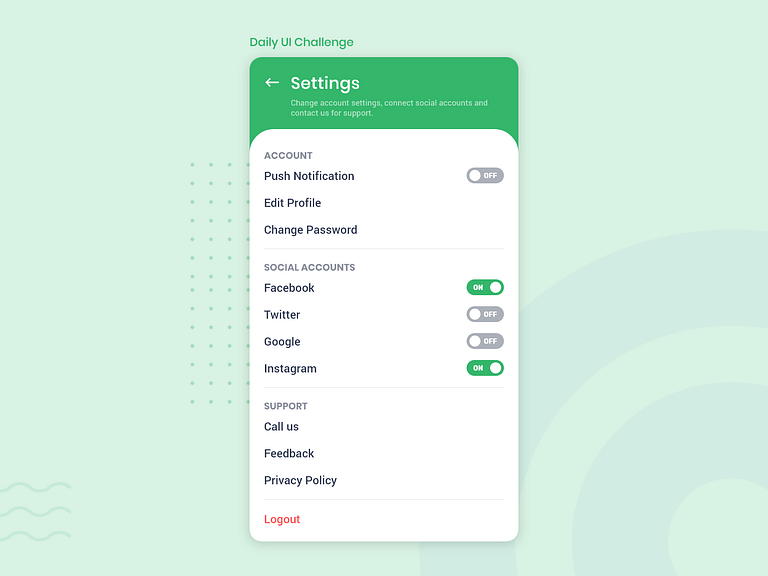 Daily UI Challenge
Settings
Change account settings, connect social accounts and
contact us for support.
ACCOUNT
Push Notification OFF
Edit Profile
Change Password
SOCIAL ACCOUNTS
Facebook ON
Twitter OFF
Google OFF
Instagram ON
SUPPORT
Call us
Feedback
Privacy Policy
Logout